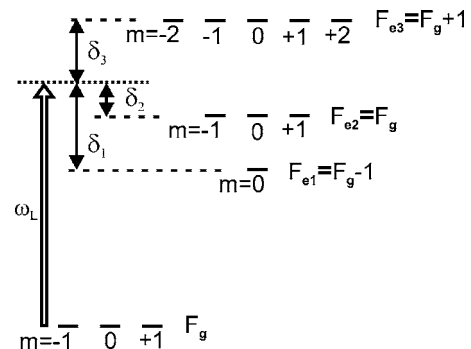 m=-2 -1 0 +1 +2 Fe3=Fg+1
δ3
δ2
m=-1 0 +1 Fe2=Fg
δ1
m=0 Fe1=Fg-1
ωL
m=-1 0 +1 Fg